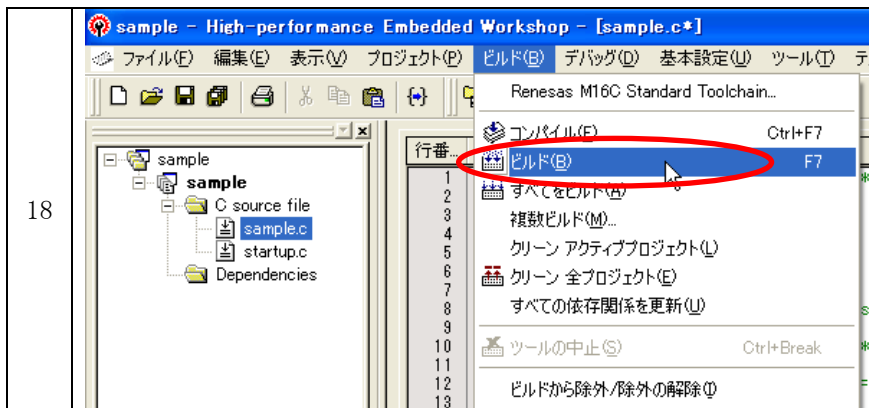 sample - High-performance Embedded Workshop - [sample.c*]
ファイル(F) 編集(E) 表示(V) プロジェクト(P) ビルド(B) デバッグ(D) 基本設定(U) ツール(T) テ
Renesas M16C Standard Toolchain...
コンパイル(F) Ctrl+F7
ビルド(B) F7
すべてをビルド(A)
複数ビルド(M)...
クリーン アクティブプロジェクト(L)
クリーン 全プロジェクト(E)
すべての依存関係を更新(U)
ツールの中止(S) Ctrl+Break
ビルドから除外/除外の解除(I)
18
sample
sample
C source file
sample.c
startup.c
Dependencies
行番...
1
2
3
4
5
6
7
8
9
10
11
12
13